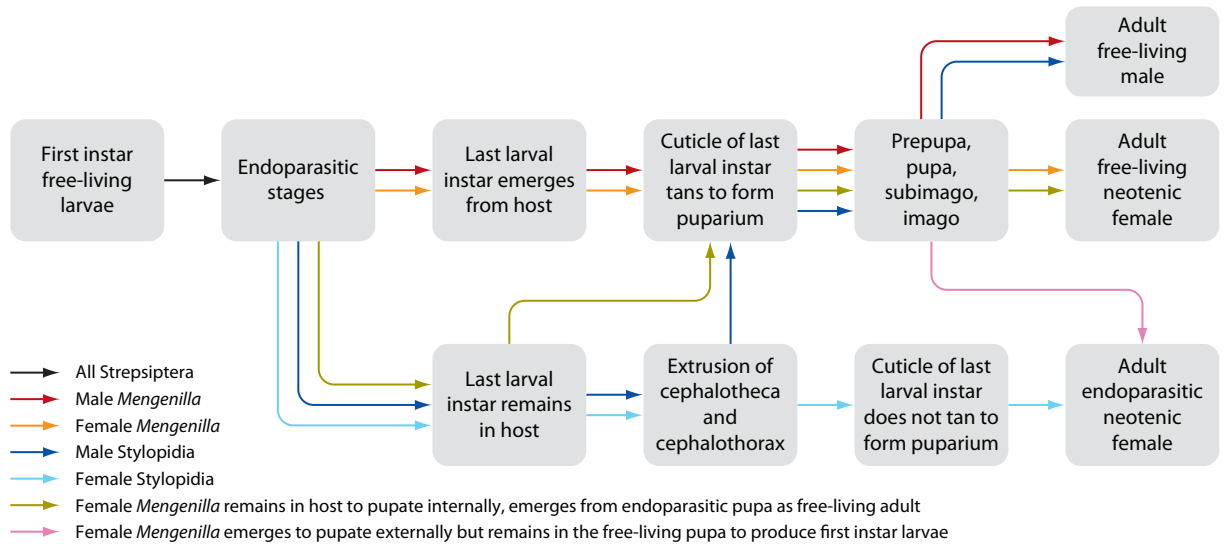 First instar
free-living
larvae
Endoparasitic
stages
Last larval
instar emerges
from host
Cuticle of last
larval instar
tans to form
puparium
Prepupa,
pupa,
subimago,
imago
Adult
free-living
male
Adult
free-living
neotenic
female
Last larval
instar remains
in host
Extrusion of
cephalotheca
and
cephalothorax
Cuticle of last
larval instar
does not tan to
form puparium
Adult
endoparasitic
neotenic
female
All Strepsiptera
Male Mengenilla
Female Mengenilla
Male Stylopidia
Female Stylopidia
Female Mengenilla remains in host to pupate internally, emerges from endoparasitic pupa as free-living adult
Female Mengenilla emerges to pupate externally but remains in the free-living pupa to produce first instar larvae